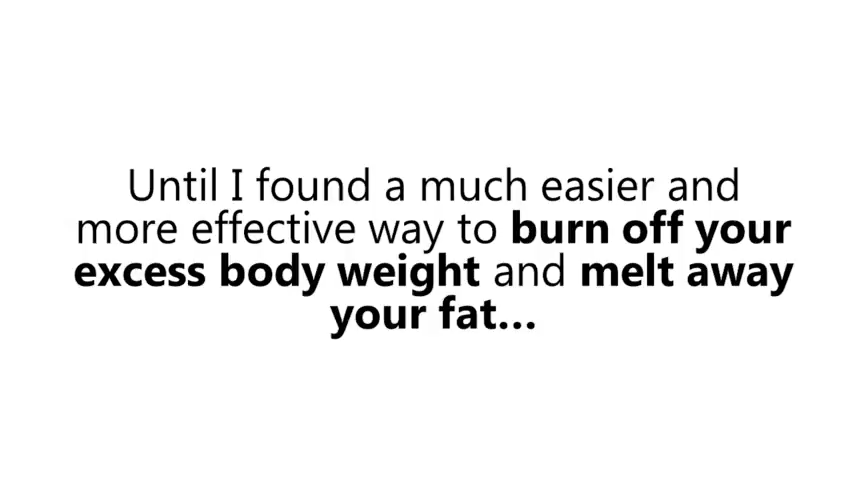 Until I found a much easier and
more effective way to burn off your
excess body weight and melt away
your fat...